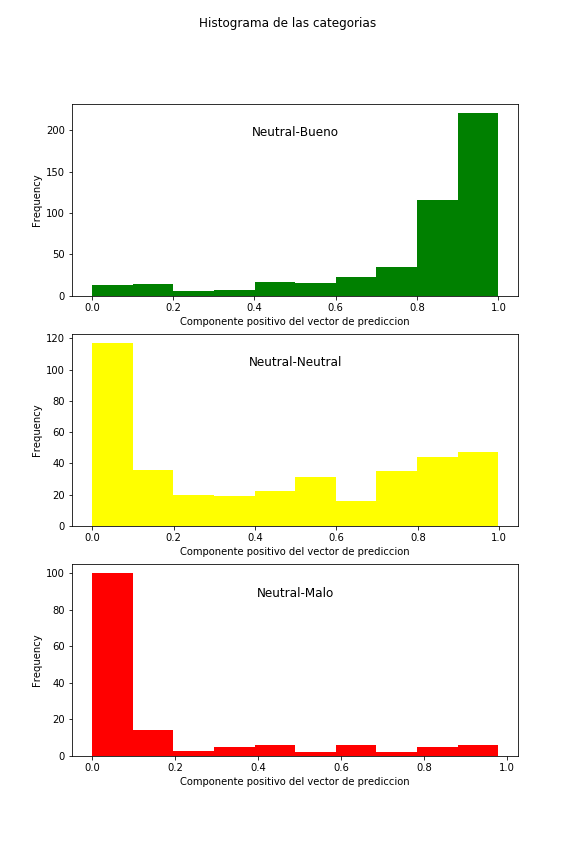 Histograma de las categorias
Neutral-Bueno
Frequency
200
150
100
50
0
0.0 0.2 0.4 0.6 0.8 1.0
Componente positivo del vector de prediccion
Neutral-Neutral
Frequency
120
100
80
60
40
20
0
0.0 0.2 0.4 0.6 0.8 1.0
Componente positivo del vector de prediccion
Neutral-Malo
Frequency
100
80
60
40
20
0
0.0 0.2 0.4 0.6 0.8 1.0
Componente positivo del vector de prediccion